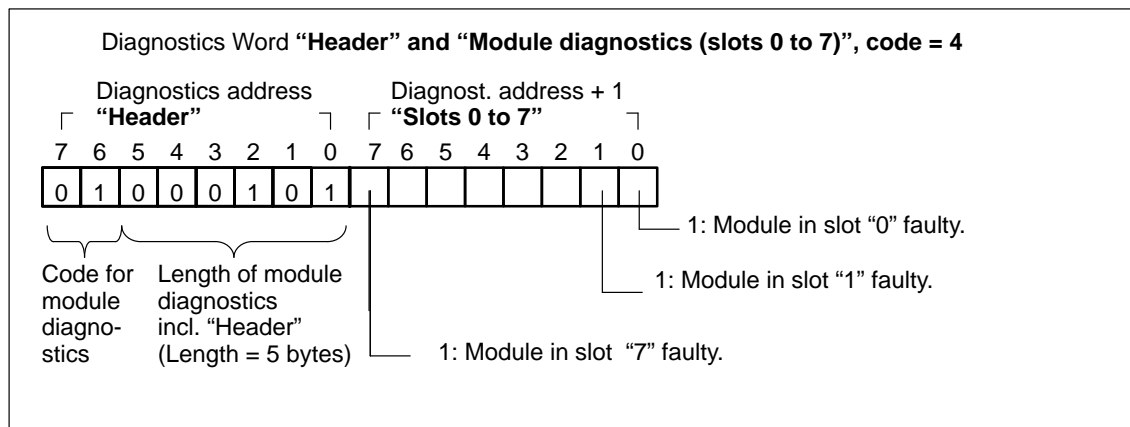 Diagnostics Word “Header” and “Module diagnostics (slots 0 to 7)”, code = 4
Diagnostics address
“Header”
Diagnost. address + 1
“Slots 0 to 7”
7 6 5 4 3 2 1 0 7 6 5 4 3 2 1 0
0 1 0 0 0 1 0 1
1: Module in slot “0” faulty.
Code for
module
diagno-
stics
Length of module
diagnostics
incl. “Header”
(Length = 5 bytes)
1: Module in slot “1” faulty.
1: Module in slot “7” faulty.